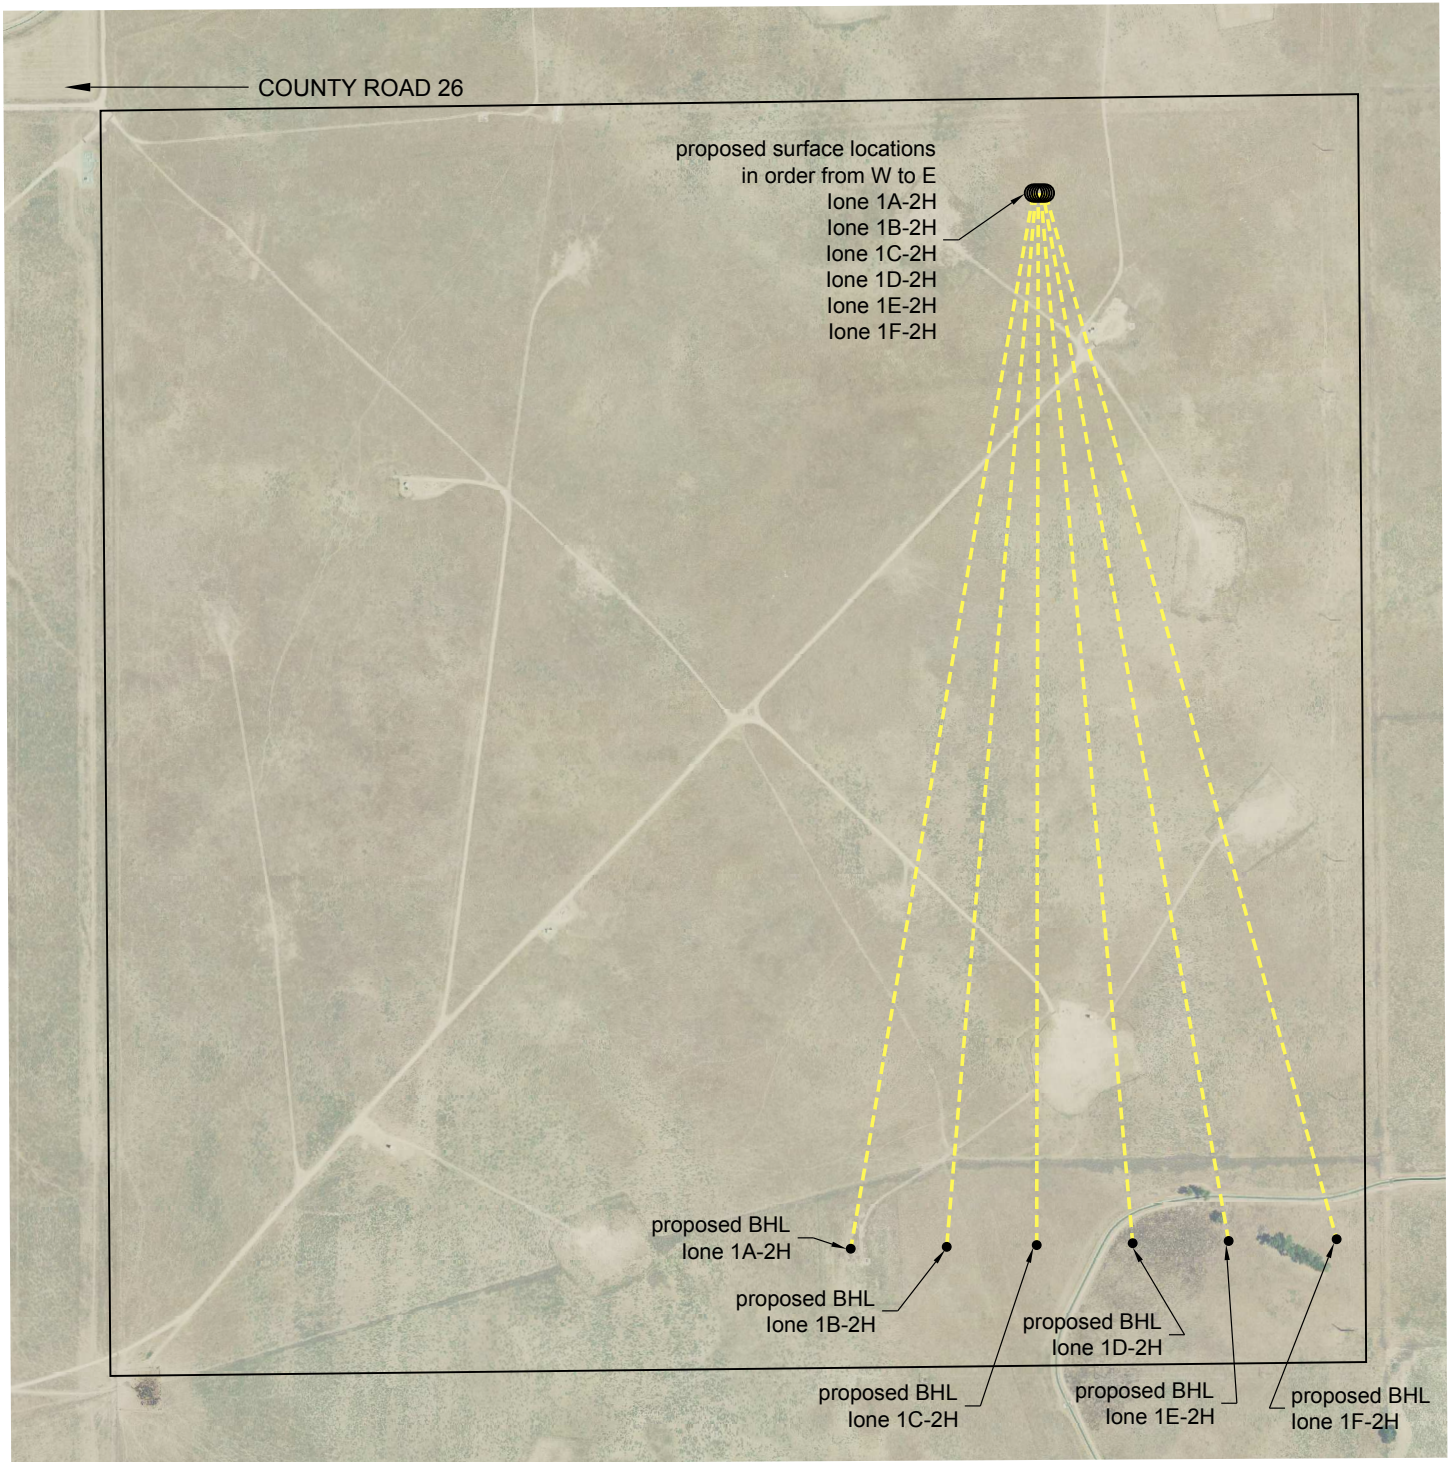 COUNTY ROAD 26
proposed surface locations
in order from W to E
Ione 1A-2H
Ione 1B-2H
Ione 1C-2H
Ione 1D-2H
Ione 1E-2H
Ione 1F-2H
proposed BHL
Ione 1A-2H
proposed BHL
Ione 1B-2H
proposed BHL
Ione 1C-2H
proposed BHL
Ione 1D-2H
proposed BHL
Ione 1E-2H
proposed BHL
Ione 1F-2H